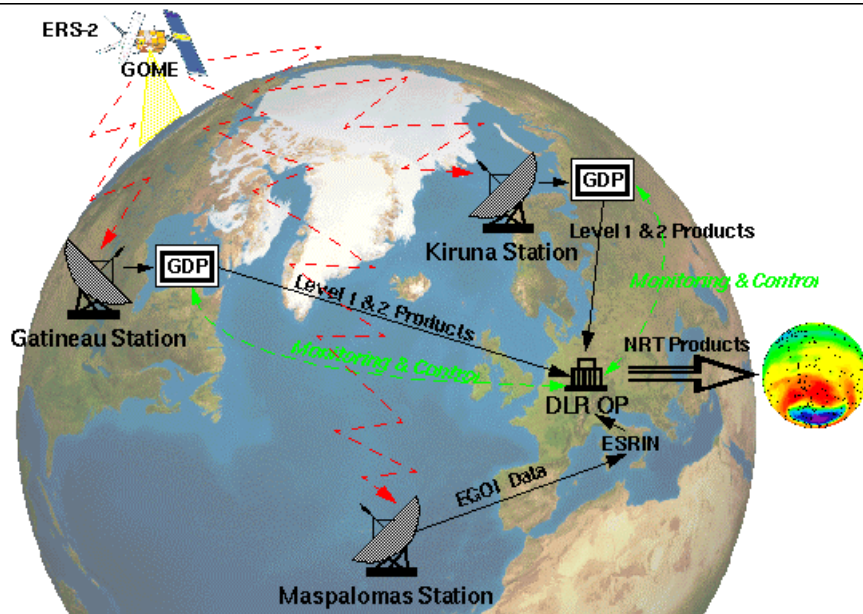 ERS-2
GOME
GDP
Kiruna Station
Level 1 & 2 Products
GDP
Level 1 & 2 Products
Monitoring & Control
Gatineau Station
Monitoring & Control
NRT Products
DLR OP
ESRIN
EGOI Data
Maspalomas Station